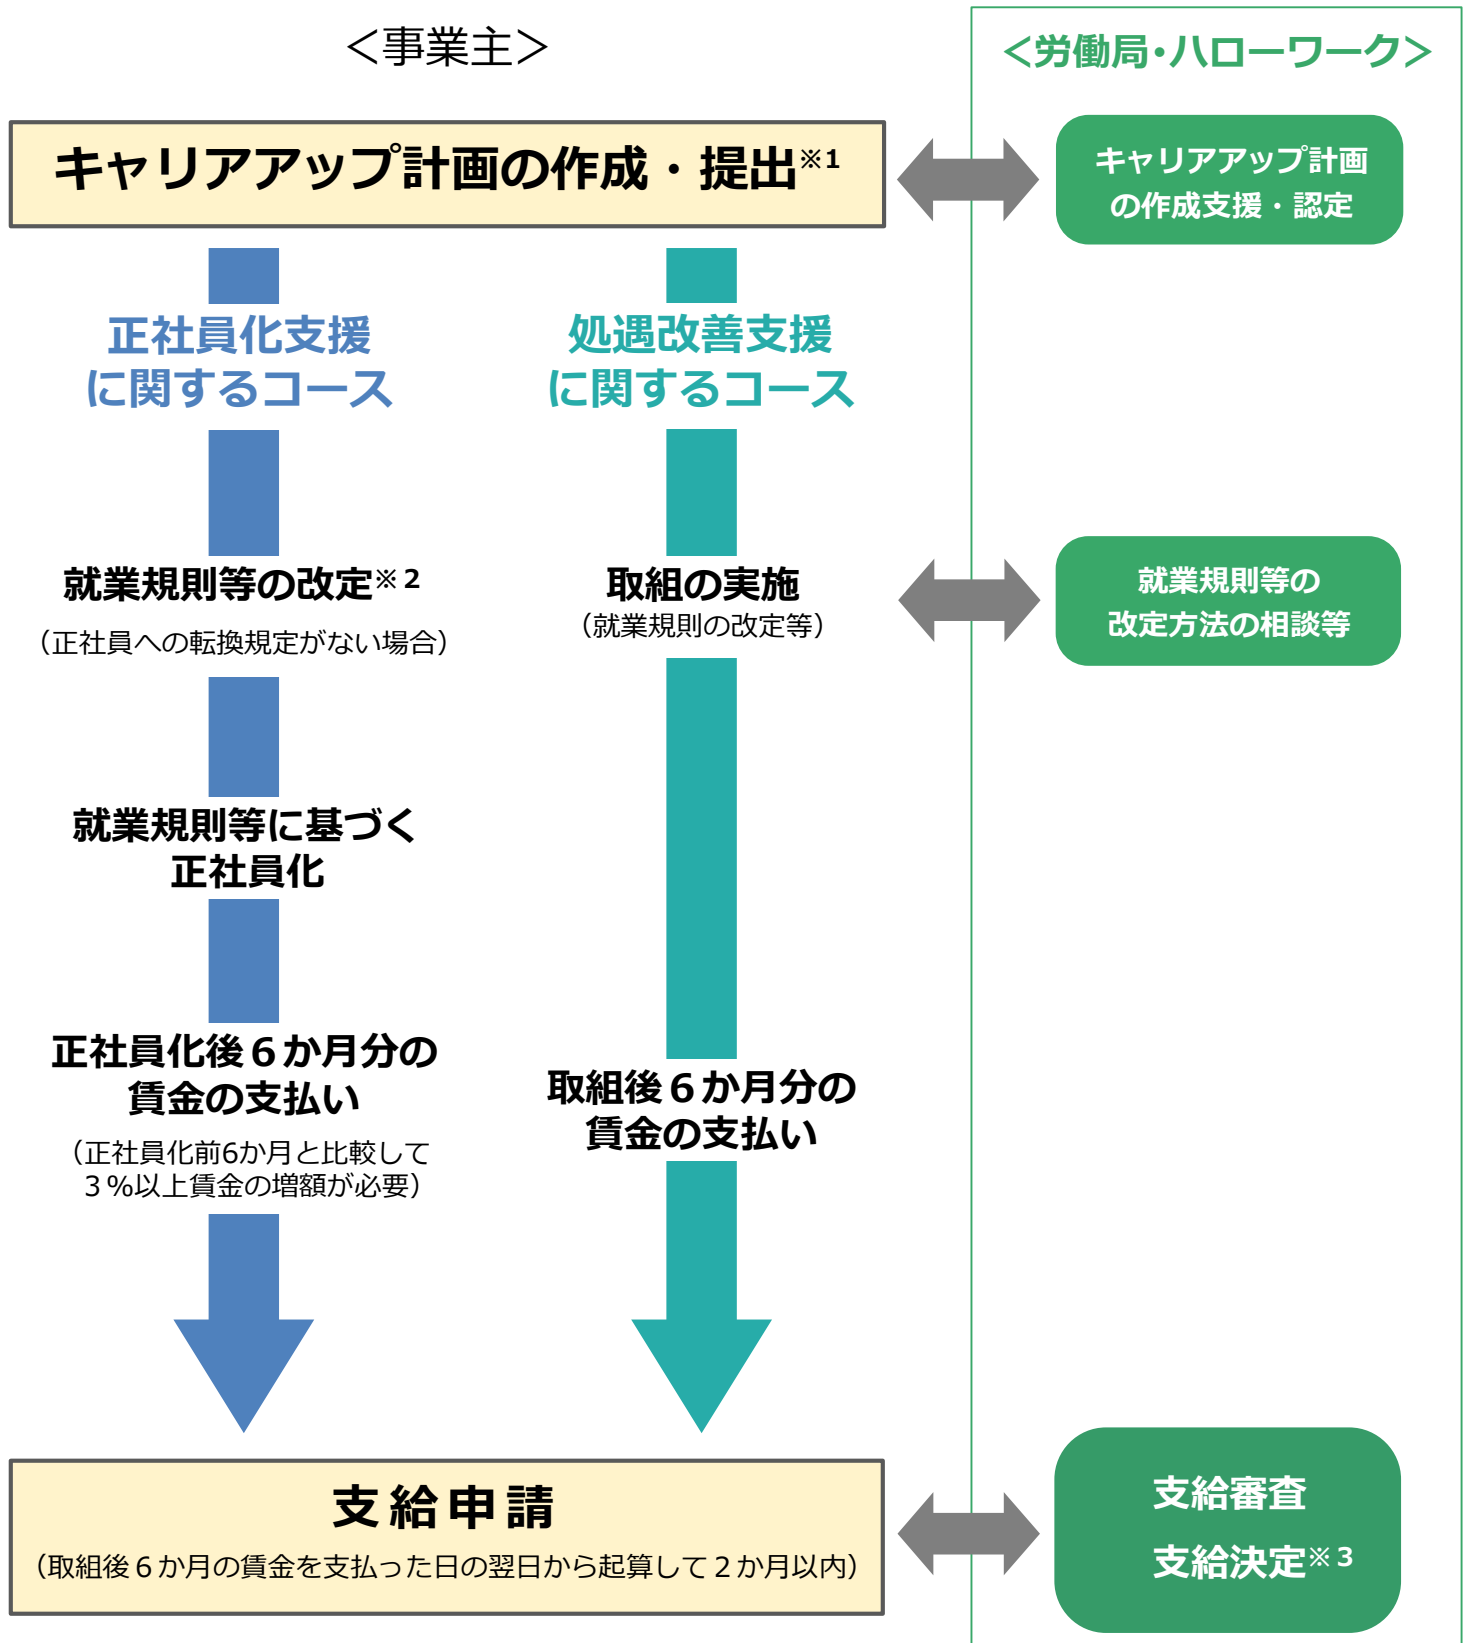 ＜事業主＞
＜労働局・ハローワーク＞
キャリアアップ計画の作成・提出※1
キャリアアップ計画
の作成支援・認定
正社員化支援
に関するコース
処遇改善支援
に関するコース
就業規則等の改定※２
（正社員への転換規定がない場合）
取組の実施
（就業規則の改定等）
就業規則等の
改定方法の相談等
就業規則等に基づく
正社員化
正社員化後６か月分の
賃金の支払い
（正社員化前6か月と比較して
３％以上賃金の増額が必要）
取組後６か月分の
賃金の支払い
支給申請
（取組後６か月の賃金を支払った日の翌日から起算して２か月以内）
支給審査
支給決定※３